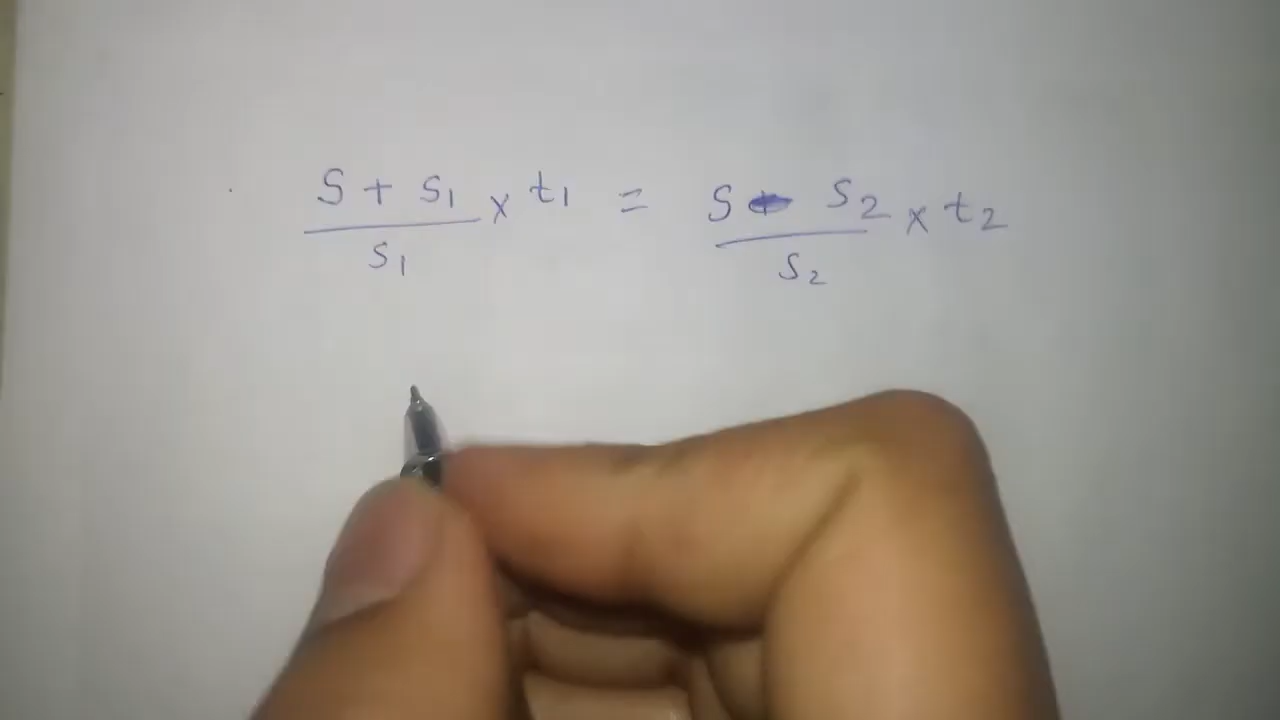 S + s₁ / s₁ × t₁ = S - s₂ / s₂ × t₂